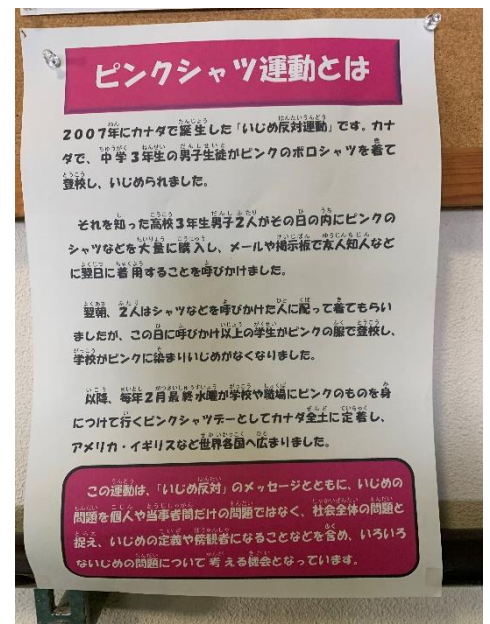 ピンクシャツ運動とは
2007年にカナダで誕生した「いじめ反対運動」です。カナ
ダで、中学3年生の男子生徒がピンクのポロシャツを着て
登校し、いじめられました。
それを知った高校3年生男子2人がその日の内にピンクの
シャツなどを大量に購入し、メールや掲示板で友人知人など
に翌日に着用することを呼びかけました。
翌朝、2人はシャツなどを呼びかけた人に配って着てもらい
ましたが、この日に呼びかけ以上の学生がピンクの服で登校し、
学校がピンクに染まりいじめがなくなりました。
以降、毎年2月最終水曜が学校や職場にピンクのものを身
につけて行くピンクシャツデーとしてカナダ全土に定着し、
アメリカ・イギリスなど世界各国へ広まりました。
この運動は、「いじめ反対」のメッセージとともに、いじめの
問題を個人や当事者間だけの問題ではなく、社会全体の問題と
捉え、いじめの定義や傍観者になることなどを含め、いろいろ
ないじめの問題について考える機会となっています。